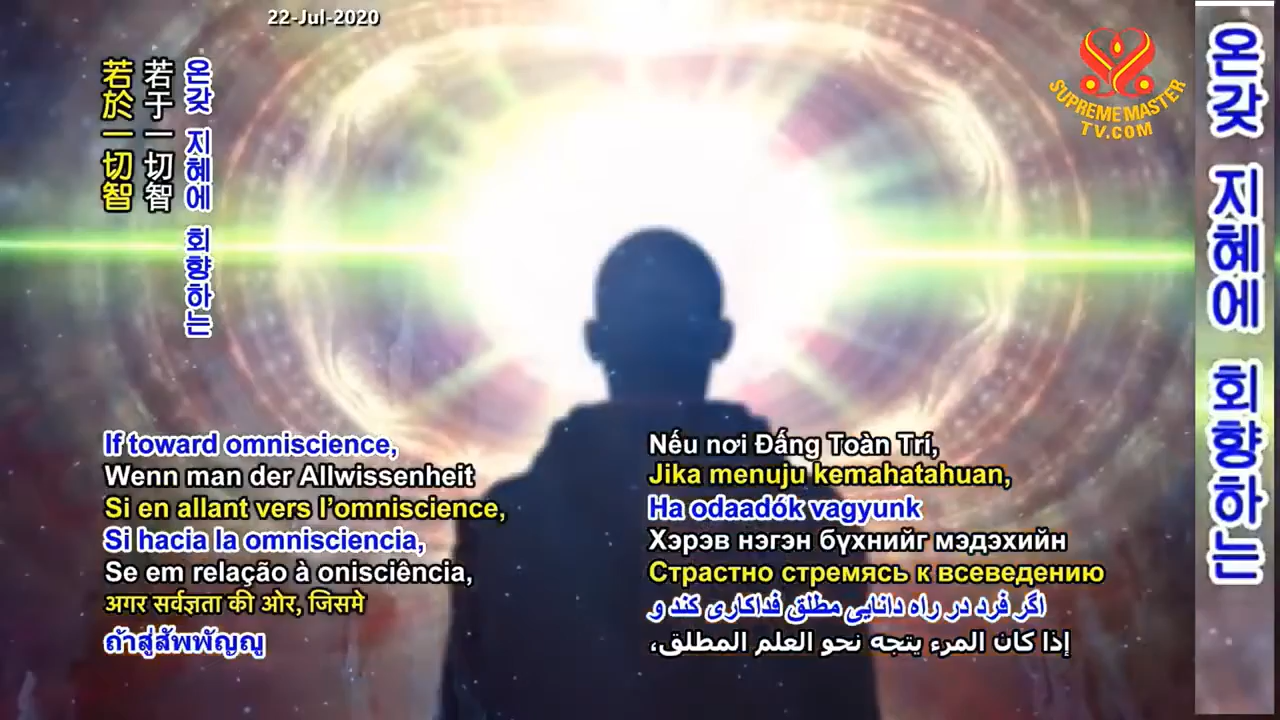 22-Jul-2020
SUPREME MASTER
TV.COM
온갖 지혜에 회향하는
若于一切智
若於一切智
If toward omniscience,
Wenn man der Allwissenheit
Si en allant vers l’omniscience,
Si hacia la omnisciencia,
Se em relação à onisciência,
अगर सर्वज्ञता की ओर, जिसमे
ถ้าสู่สัพพัญญู
Nếu nơi Đấng Toàn Trí,
Jika menuju kemahatahuan,
Ha odaadók vagyunk
Хэрэв нэгэн бүхнийг мэдэхийн
Страстно стремясь к всеведению
اگر فرد در راه دانایی مطلق فداکاری کند و
إذا كان المرء يتجه نحو العلم المطلق،
온갖 지혜에 회향하는